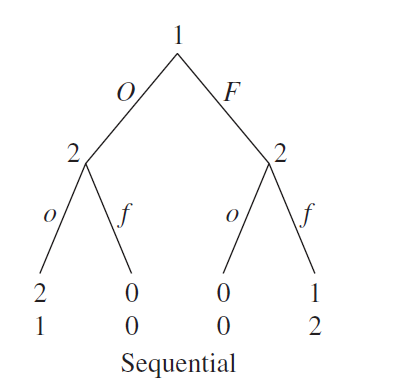 1
O F
2 2
o f o f
2 0 0 1
1 0 0 2
Sequential